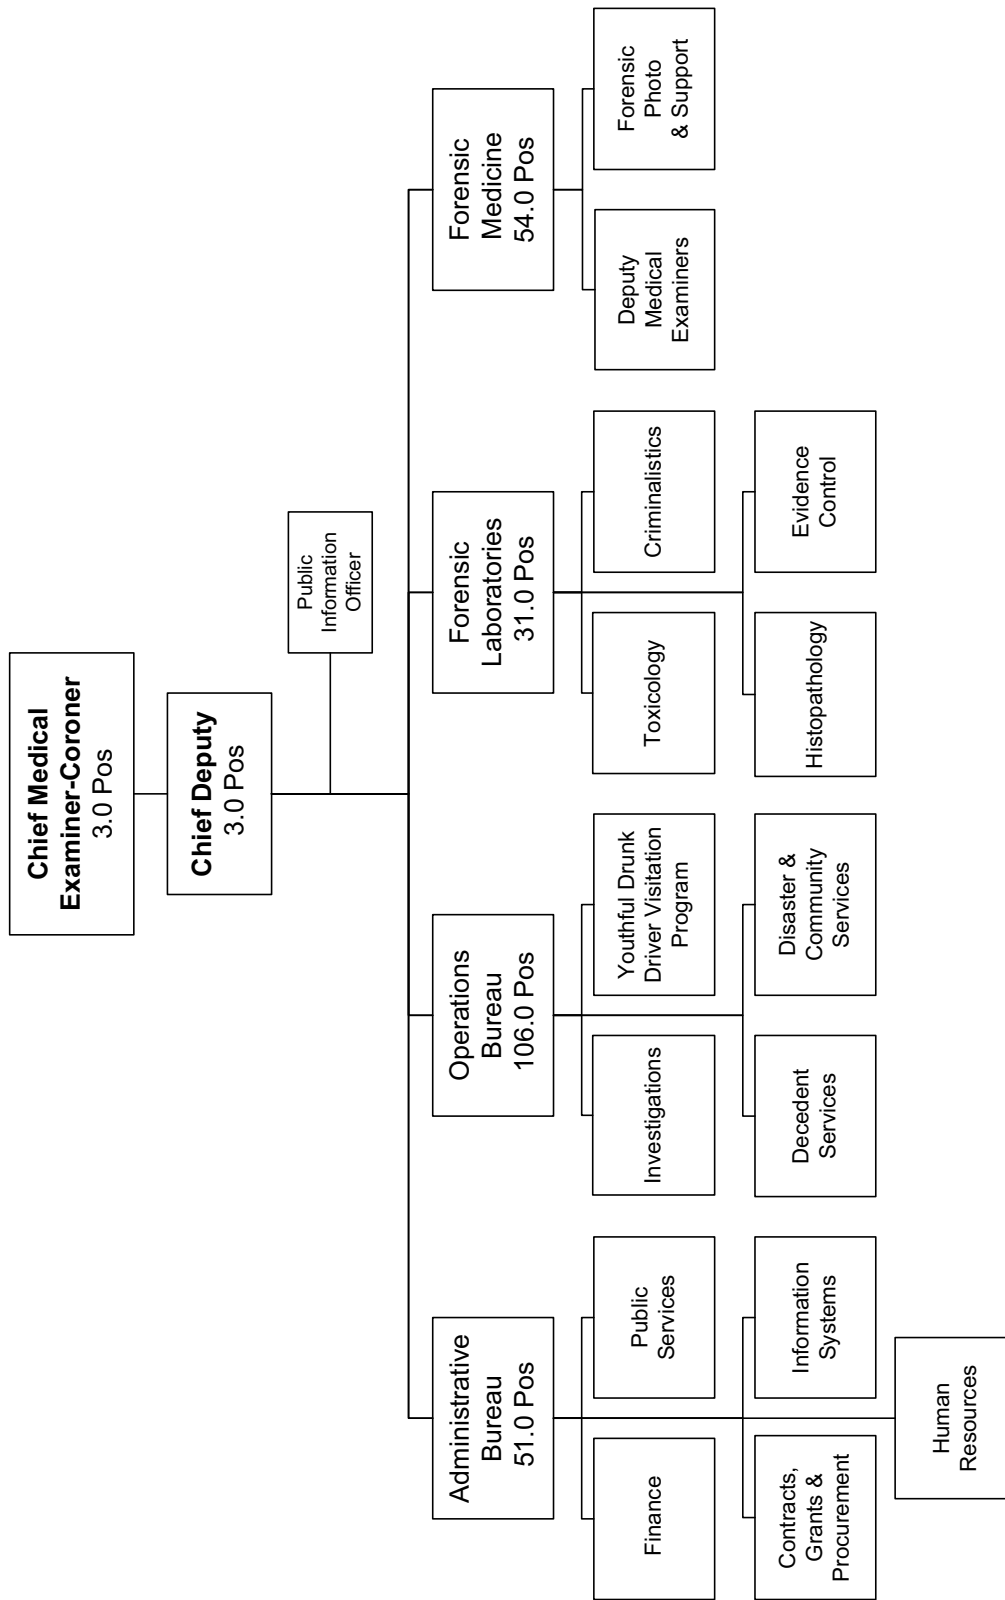 Chief Medical
Examiner-Coroner
3.0 Pos
Chief Deputy
3.0 Pos
Public
Information
Officer
Administrative
Bureau
51.0 Pos
Operations
Bureau
106.0 Pos
Forensic
Laboratories
31.0 Pos
Forensic
Medicine
54.0 Pos
Finance
Public
Services
Investigations
Youthful Drunk
Driver Visitation
Program
Toxicology
Criminalistics
Deputy
Medical
Examiners
Forensic
Photo
& Support
Contracts,
Grants &
Procurement
Information
Systems
Decedent
Services
Disaster &
Community
Services
Histopathology
Evidence
Control
Human
Resources